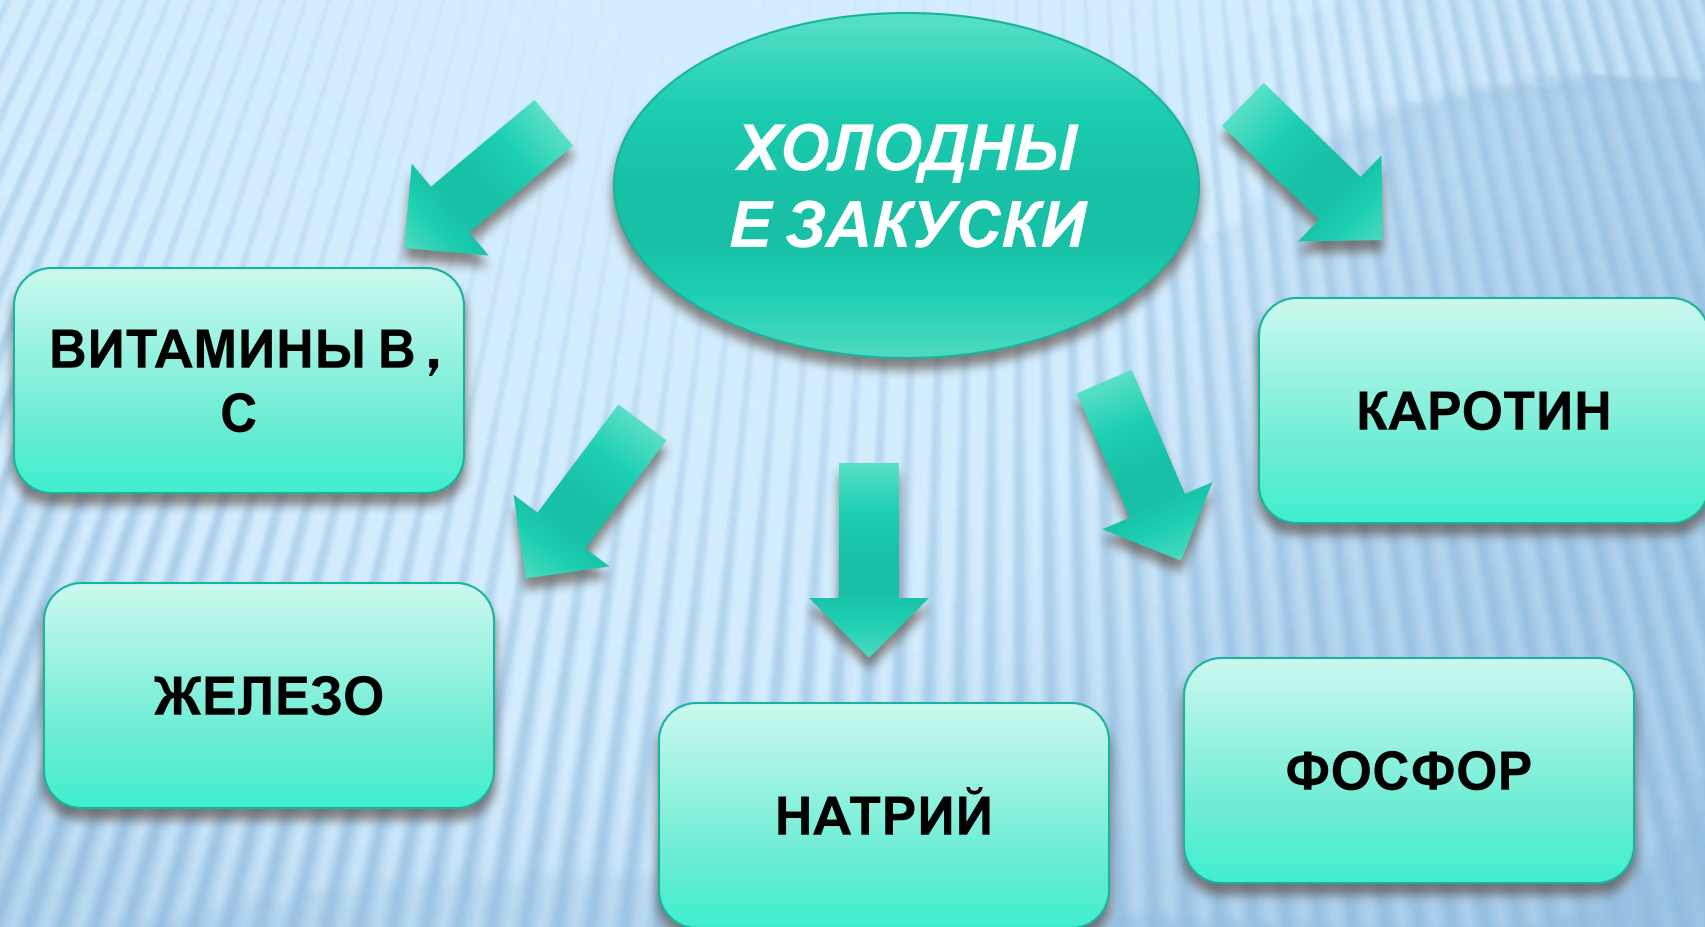 ХОЛОДНЫ
Е ЗАКУСКИ
ВИТАМИНЫ В ,
С
КАРОТИН
ЖЕЛЕЗО
НАТРИЙ
ФОСФОР